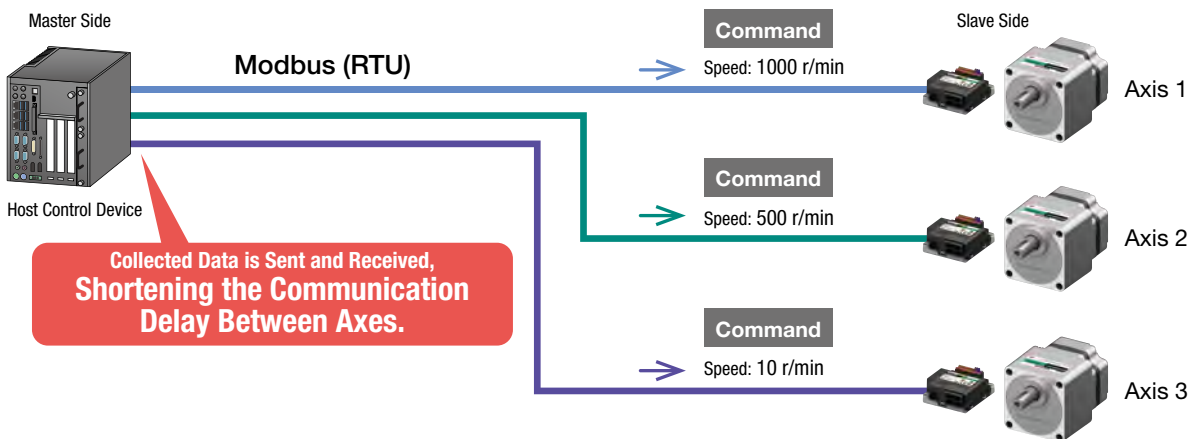 Master Side
Slave Side
Command
Modbus (RTU)
Speed: 1000 r/min
Axis 1
Command
Host Control Device
Speed: 500 r/min
Axis 2
Collected Data is Sent and Received,
Shortening the Communication
Delay Between Axes.
Command
Speed: 10 r/min
Axis 3